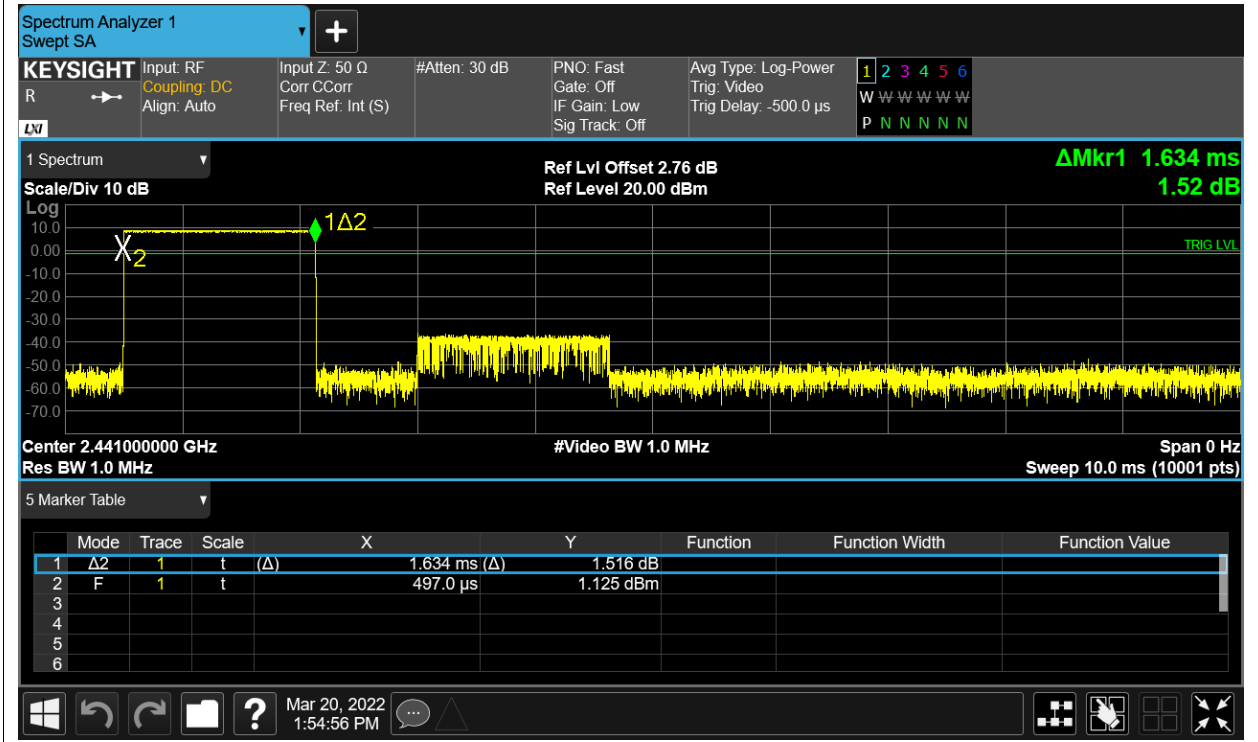 Spectrum Analyzer 1
Swept SA
+
KEYSIGHT
R
LXI
Input: RF
Coupling: DC
Align: Auto
Input Z: 50 Ω
Corr CCorr
Freq Ref: Int (S)
#Atten: 30 dB
PNO: Fast
Gate: Off
IF Gain: Low
Sig Track: Off
Avg Type: Log-Power
Trig: Video
Trig Delay: -500.0 µs
1 2 3 4 5 6
W W W W W W
P N N N N N
1 Spectrum
Scale/Div 10 dB
Ref Lvl Offset 2.76 dB
Ref Level 20.00 dBm
ΔMkr1 1.634 ms
1.52 dB
Log
10.0
0.00
-10.0
-20.0
-30.0
-40.0
-50.0
-60.0
-70.0
X2
1Δ2
TRIG LVL
Center 2.441000000 GHz
#Video BW 1.0 MHz
Span 0 Hz
Res BW 1.0 MHz
Sweep 10.0 ms (10001 pts)
5 Marker Table
Mode Trace Scale X Y Function Function Width Function Value
1 Δ2 1 t (Δ) 1.634 ms (Δ) 1.516 dB
2 F 1 t 497.0 µs 1.125 dBm
3
4
5
6
?
Mar 20, 2022
1:54:56 PM